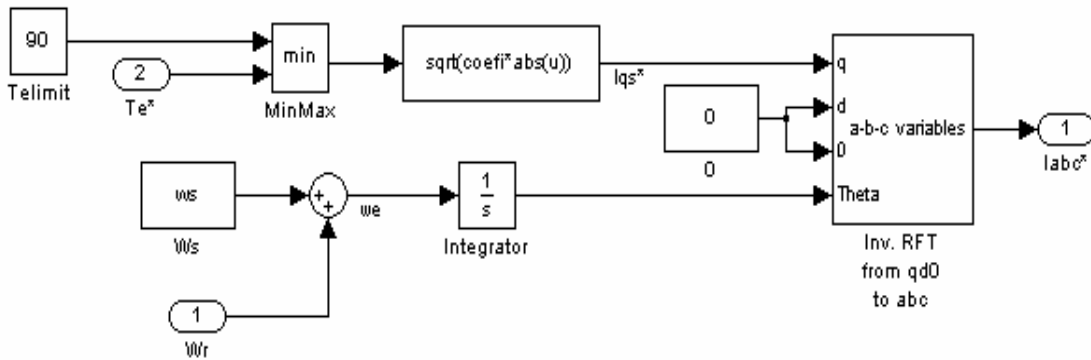 90
Telimit
2
Te*
min
MinMax
sqrt(coefi*abs(u))
Iqs*
0
0
q
d
0
Theta
a-b-c variables
Inv. RFT
from qd0
to abc
1
Iabc*
ws
Ws
+
+
we
1
s
Integrator
1
Wr